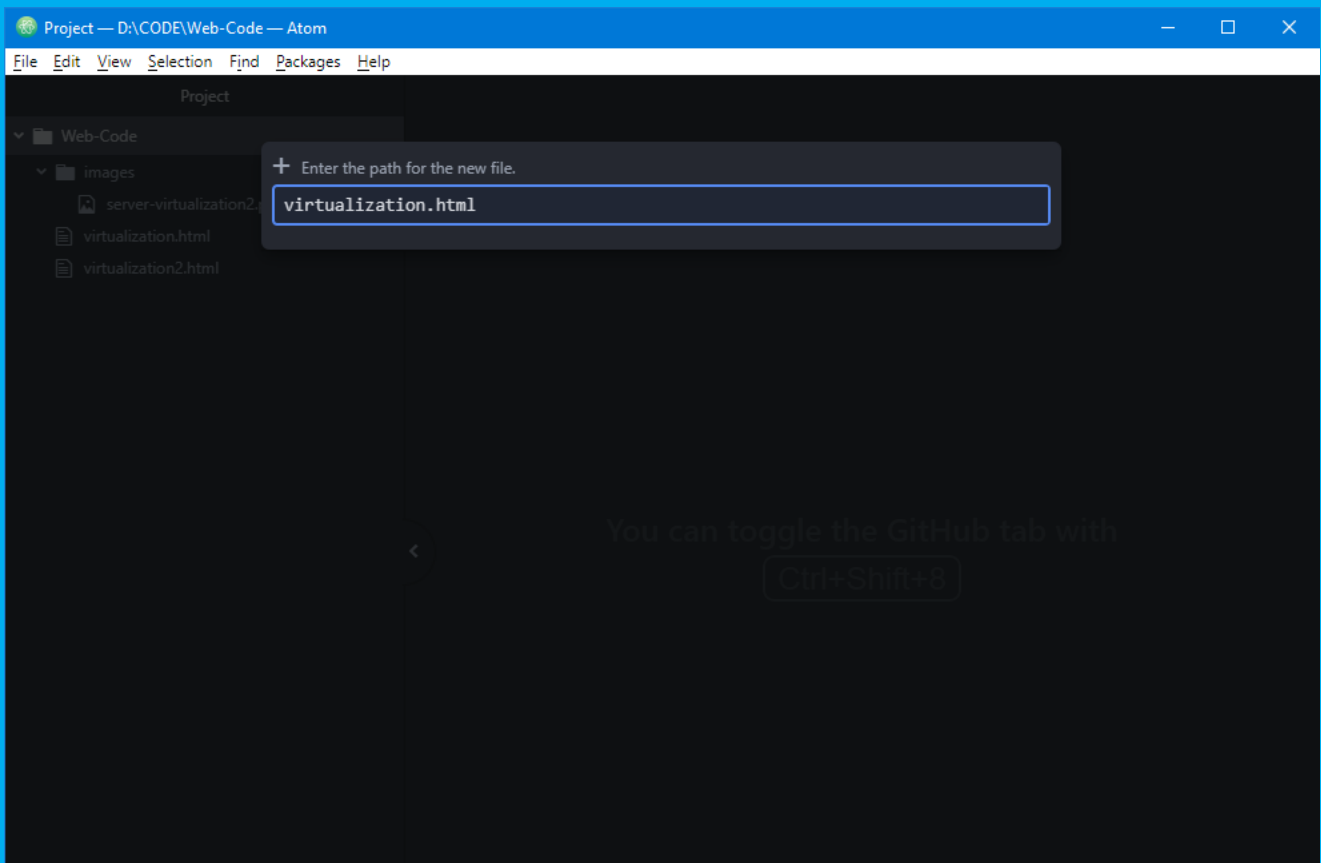 Project — D:\CODE\Web-Code — Atom
File Edit View Selection Find Packages Help
Project
Web-Code
images
server-virtualization2.
virtualization.html
virtualization2.html
Enter the path for the new file.
virtualization.html
You can toggle the GitHub tab with
Ctrl+Shift+8